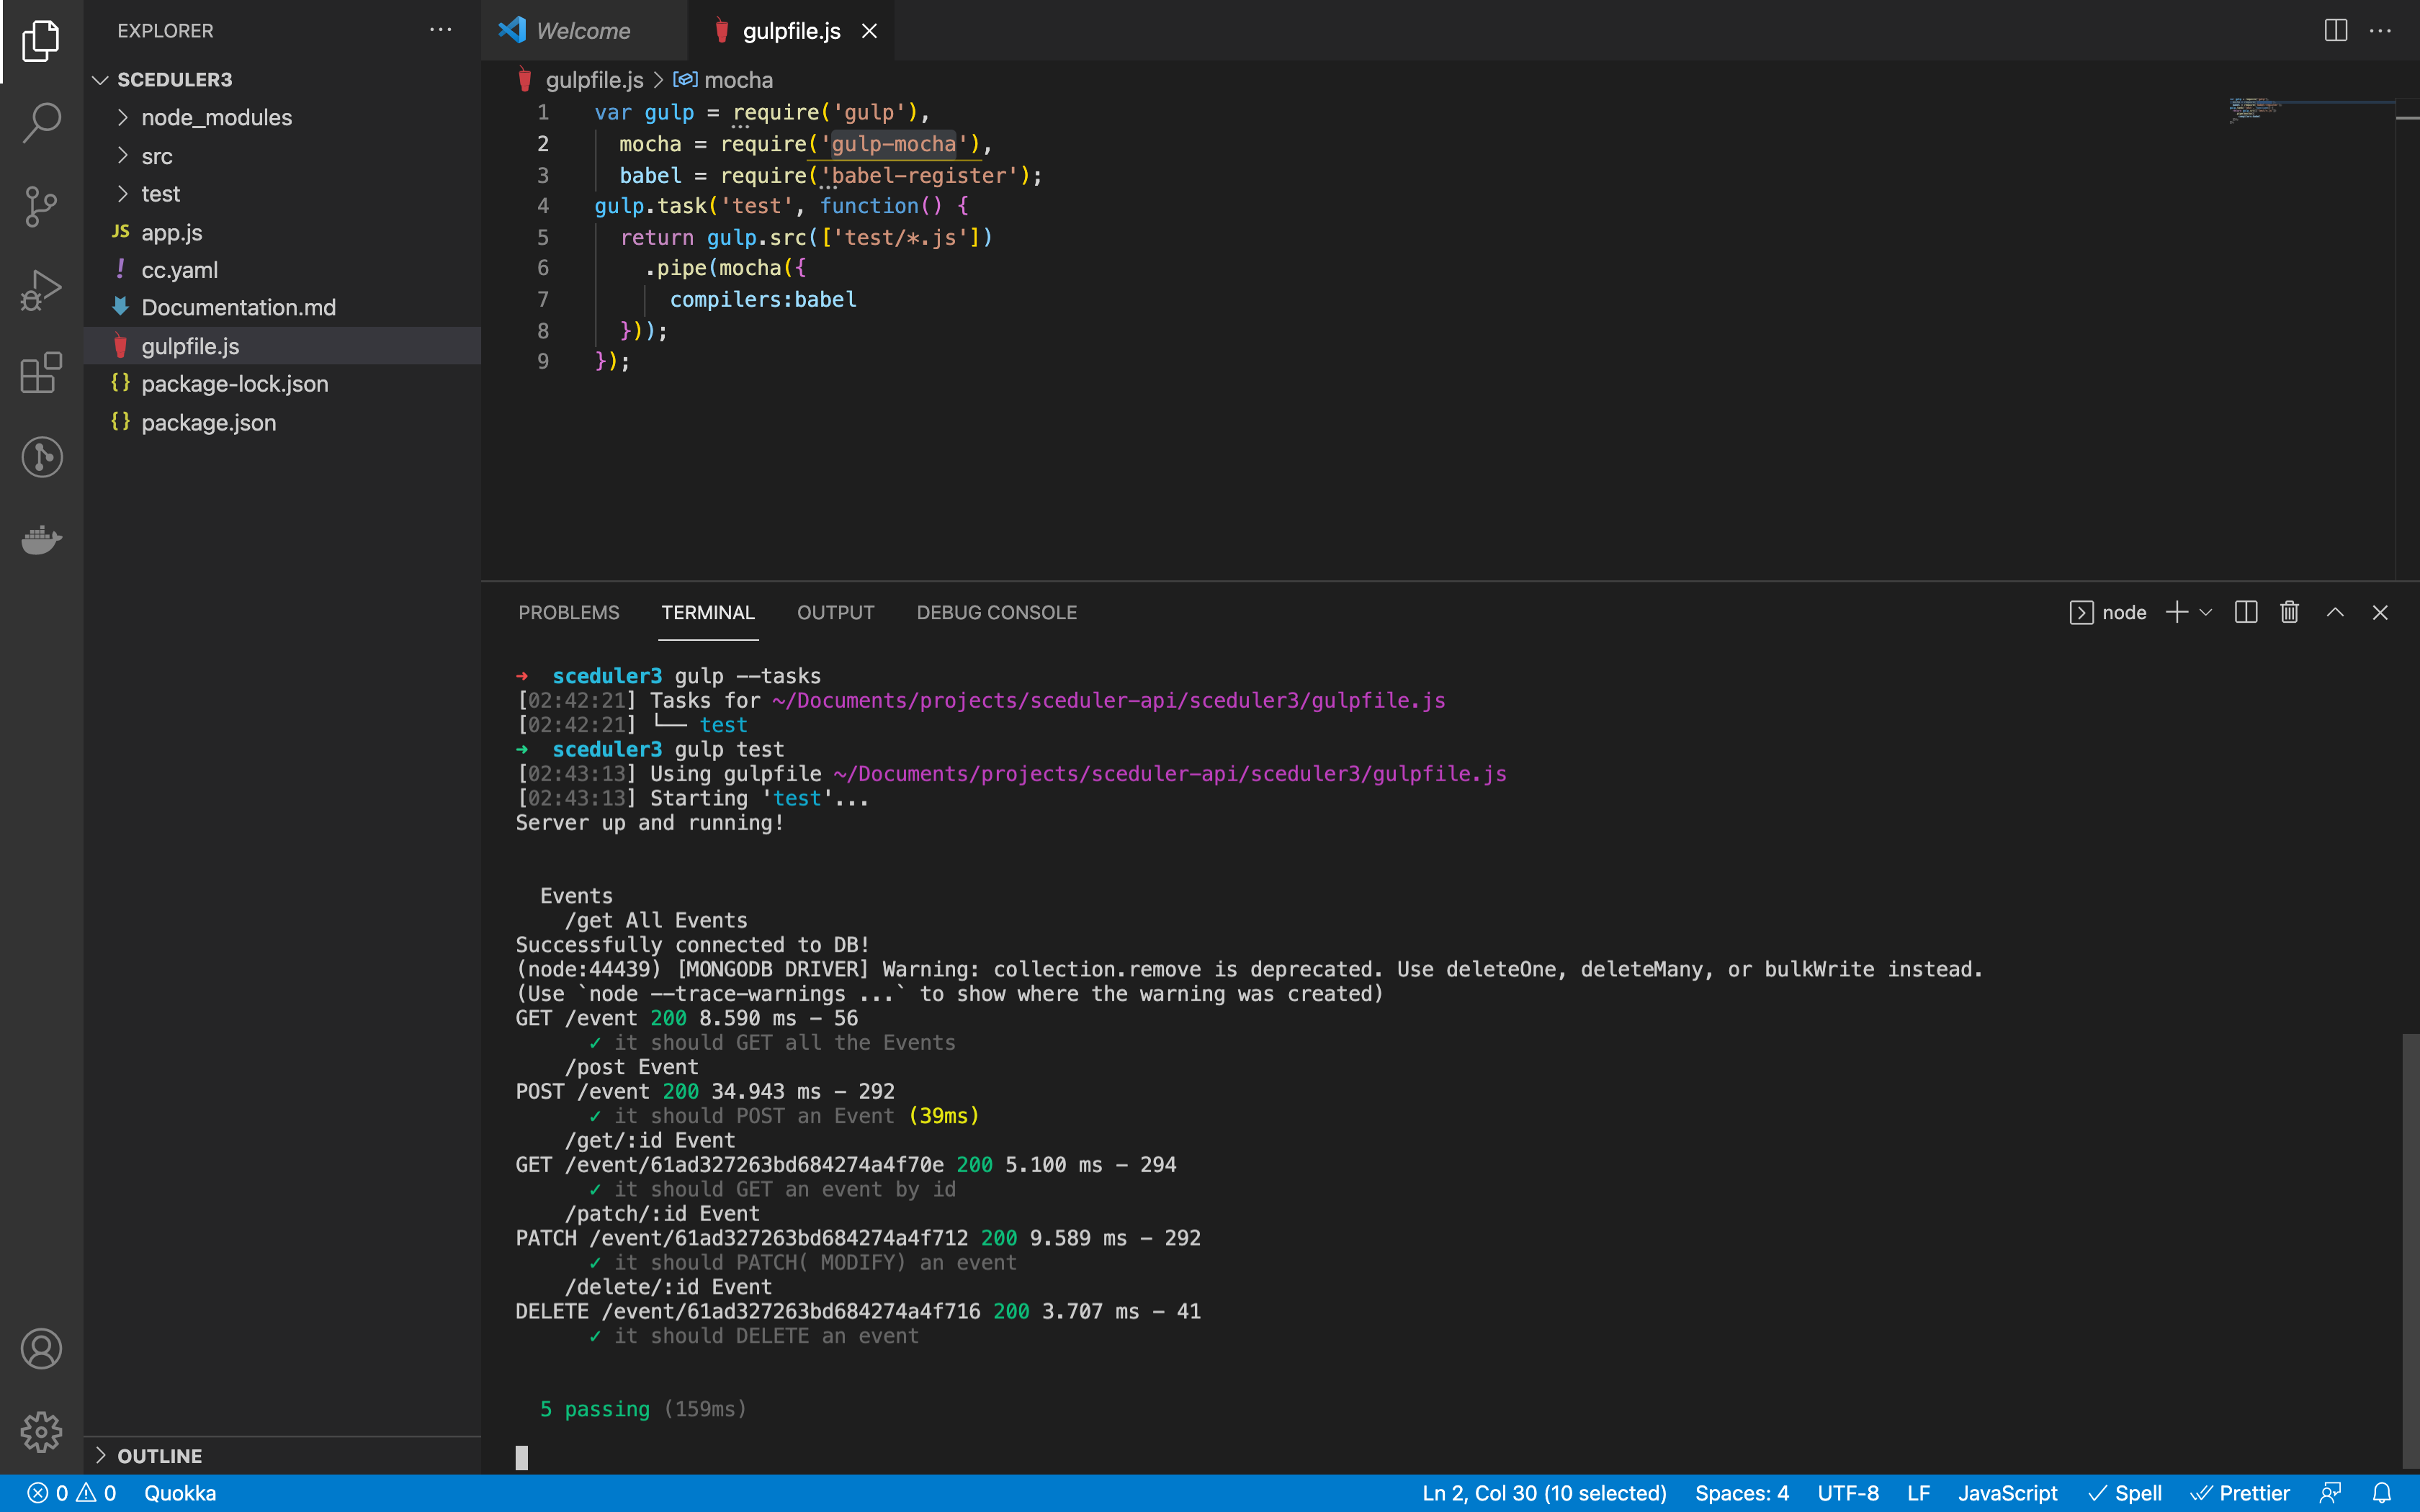 EXPLORER
SCEDULER3
node_modules
src
test
JS app.js
! cc.yaml
Documentation.md
gulpfile.js
{} package-lock.json
{} package.json
OUTLINE
Welcome
gulpfile.js
gulpfile.js > mocha
1 var gulp = require('gulp'),
2 mocha = require('gulp-mocha'),
3 babel = require('babel-register');
4 gulp.task('test', function() {
5 return gulp.src(['test/*.js'])
6 .pipe(mocha({
7 compilers:babel
8 }));
9 });
PROBLEMS TERMINAL OUTPUT DEBUG CONSOLE node
➜ sceduler3 gulp --tasks
[02:42:21] Tasks for ~/Documents/projects/sceduler-api/sceduler3/gulpfile.js
[02:42:21] └── test
➜ sceduler3 gulp test
[02:43:13] Using gulpfile ~/Documents/projects/sceduler-api/sceduler3/gulpfile.js
[02:43:13] Starting 'test'...
Server up and running!
Events
/get All Events
Successfully connected to DB!
(node:44439) [MONGODB DRIVER] Warning: collection.remove is deprecated. Use deleteOne, deleteMany, or bulkWrite instead.
(Use `node --trace-warnings ...` to show where the warning was created)
GET /event 200 8.590 ms - 56
✓ it should GET all the Events
/post Event
POST /event 200 34.943 ms - 292
✓ it should POST an Event (39ms)
/get/:id Event
GET /event/61ad327263bd684274a4f70e 200 5.100 ms - 294
✓ it should GET an event by id
/patch/:id Event
PATCH /event/61ad327263bd684274a4f712 200 9.589 ms - 292
✓ it should PATCH( MODIFY) an event
/delete/:id Event
DELETE /event/61ad327263bd684274a4f716 200 3.707 ms - 41
✓ it should DELETE an event
5 passing (159ms)
0 0 Quokka Ln 2, Col 30 (10 selected) Spaces: 4 UTF-8 LF JavaScript ✓ Spell Prettier